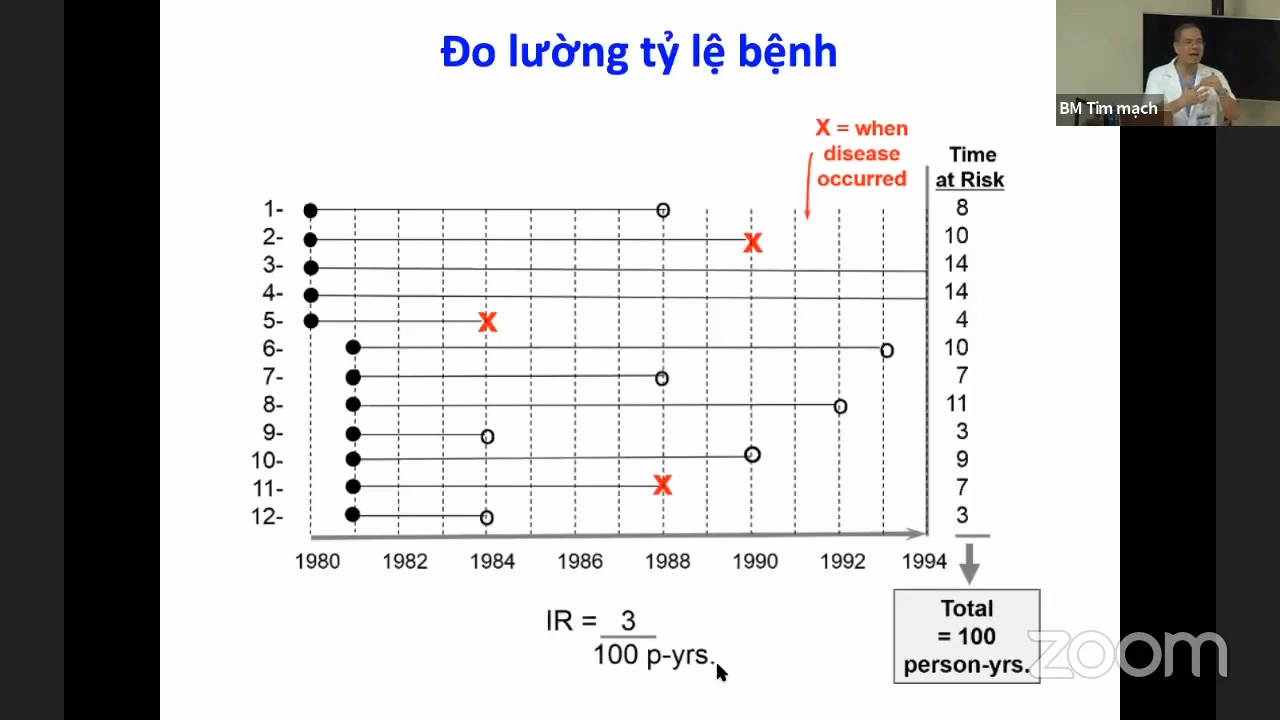 Đo lường tỷ lệ bệnh
BM Tim mạch
X = when
disease
occurred
Time
at Risk
1- 8
2- X 10
3- 14
4- 14
5- X 4
6- 10
7- 7
8- 11
9- 3
10- 9
11- X 7
12- 3
1980 1982 1984 1986 1988 1990 1992 1994
IR = 3
100 p-yrs.
Total
= 100
person-yrs.
zoom